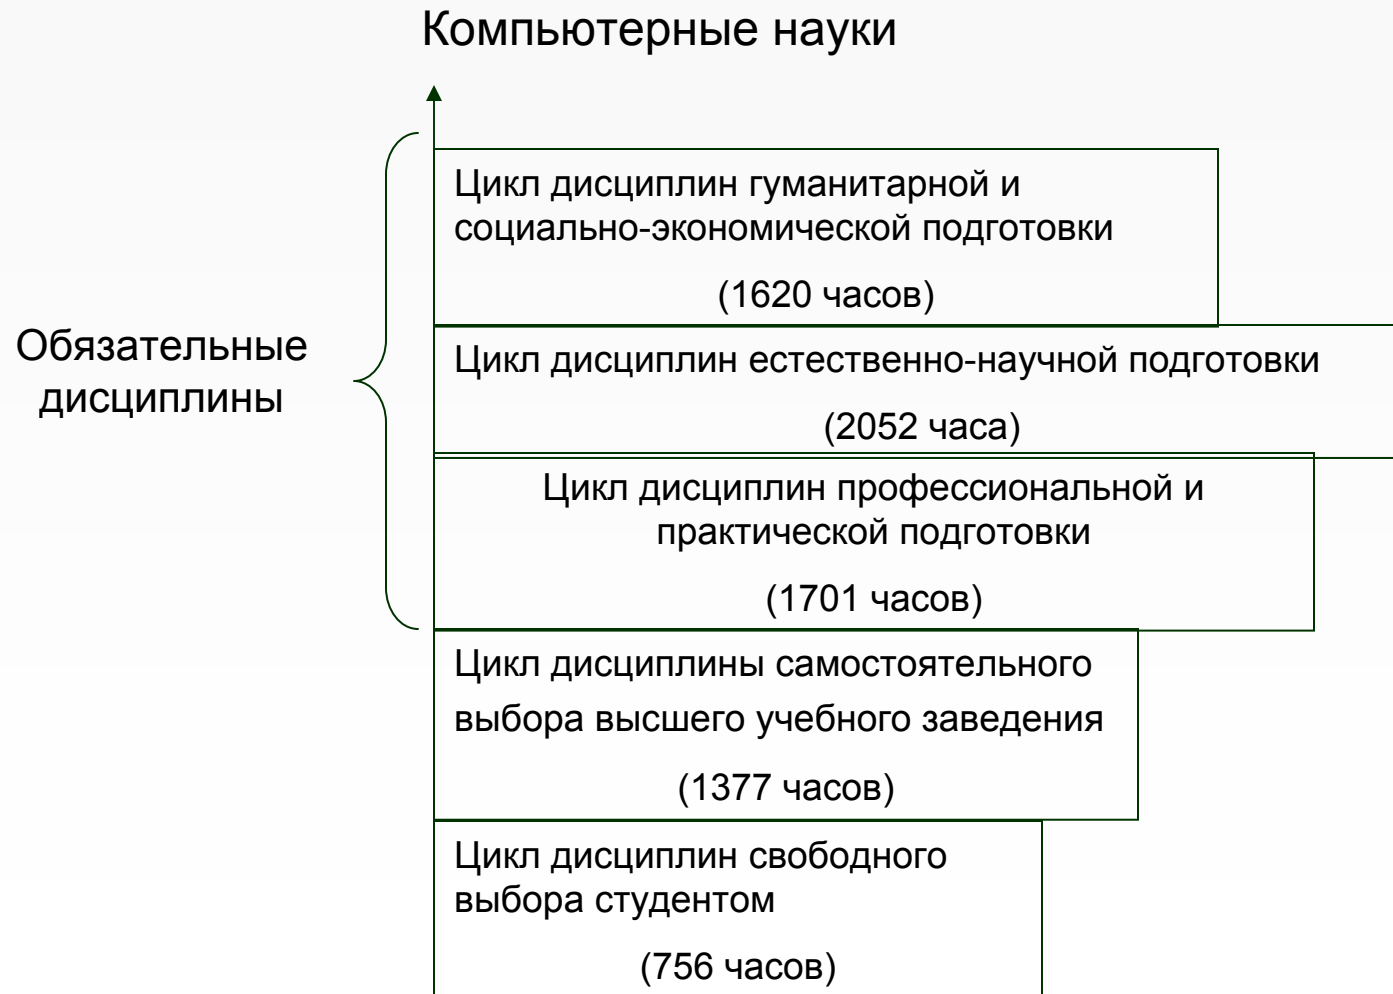 Компьютерные науки
Обязательные
дисциплины
Цикл дисциплин гуманитарной и
социально-экономической подготовки
(1620 часов)
Цикл дисциплин естественно-научной подготовки
(2052 часа)
Цикл дисциплин профессиональной и
практической подготовки
(1701 часов)
Цикл дисциплины самостоятельного
выбора высшего учебного заведения
(1377 часов)
Цикл дисциплин свободного
выбора студентом
(756 часов)